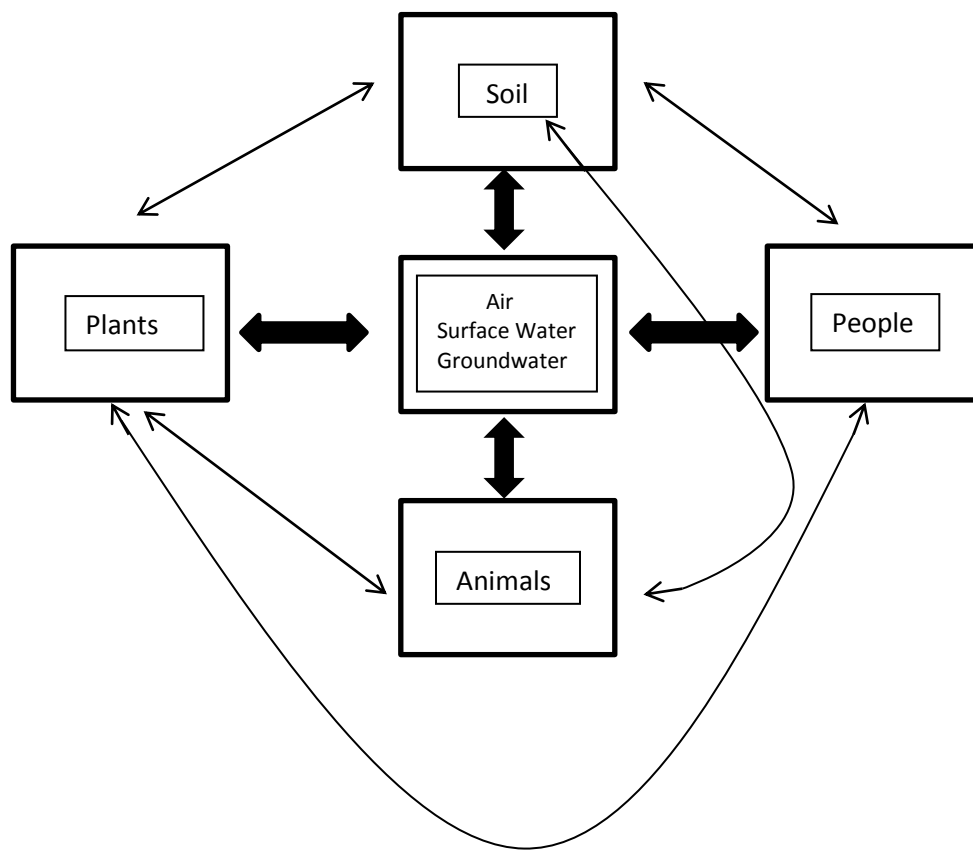 Soil
Plants
Air
Surface Water
Groundwater
People
Animals